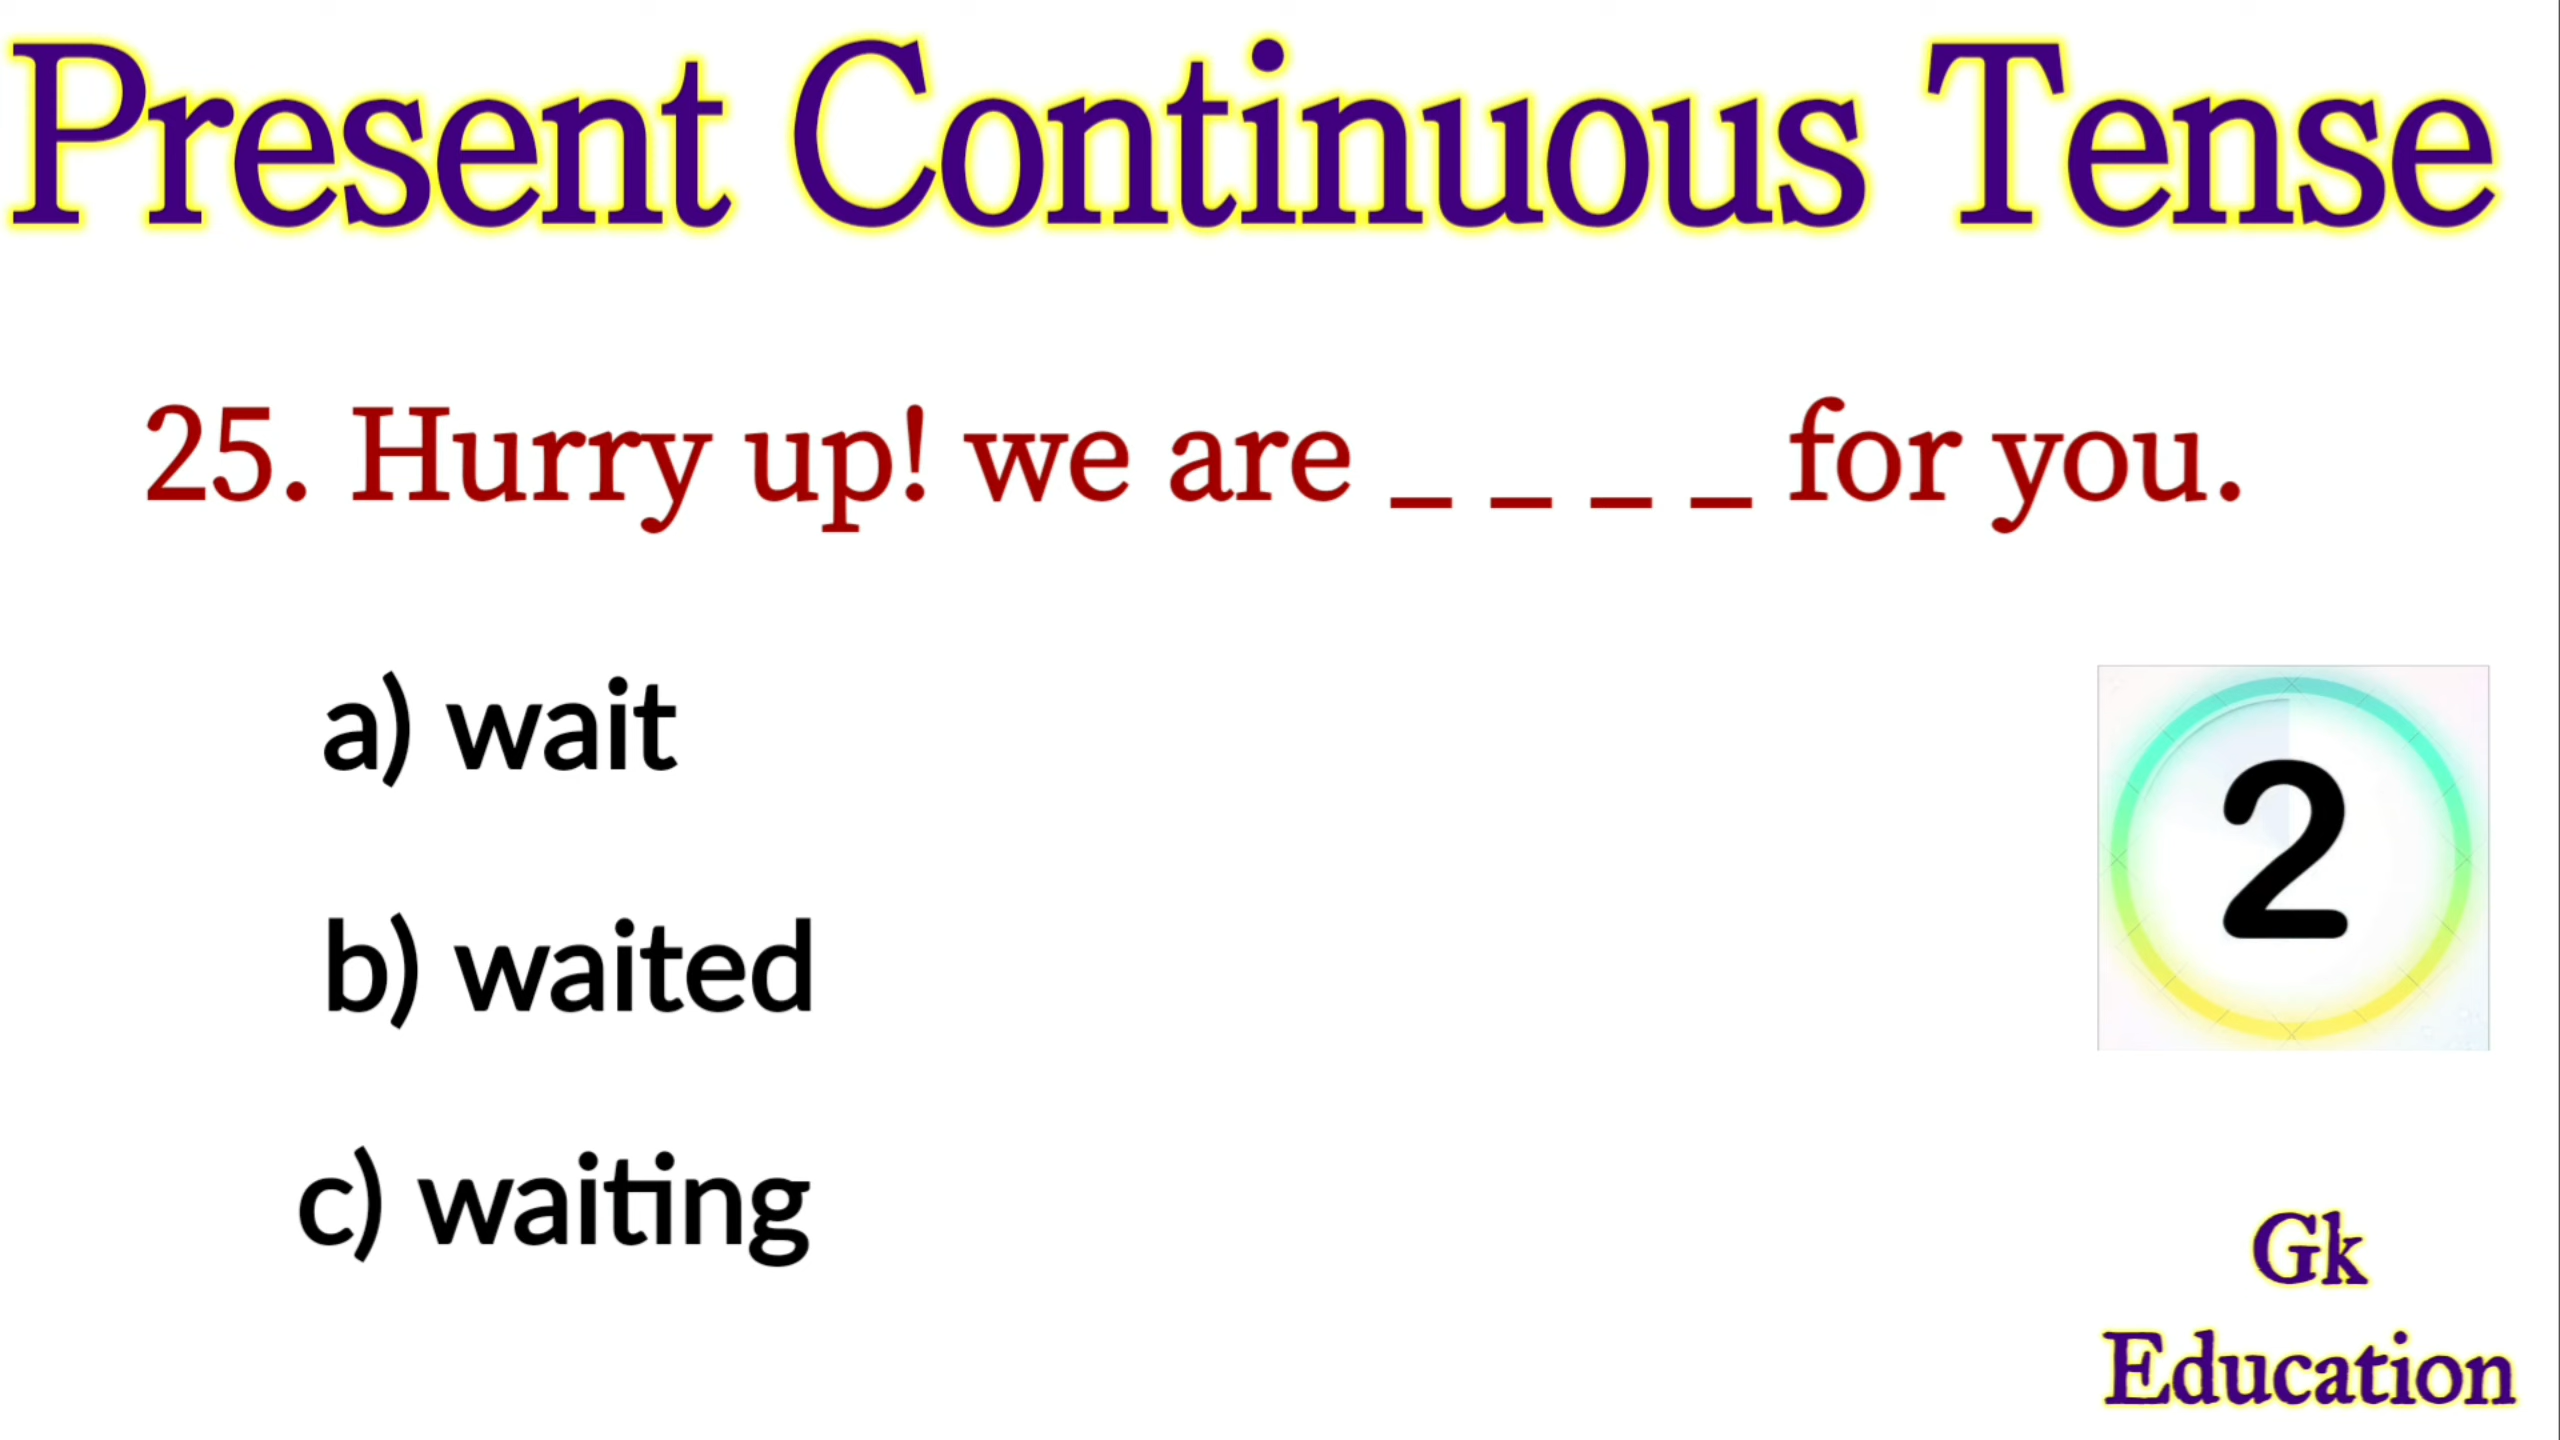 Present Continuous Tense
25. Hurry up! we are _ _ _ _ for you.
a) wait
b) waited
2
c) waiting
Gk
Education